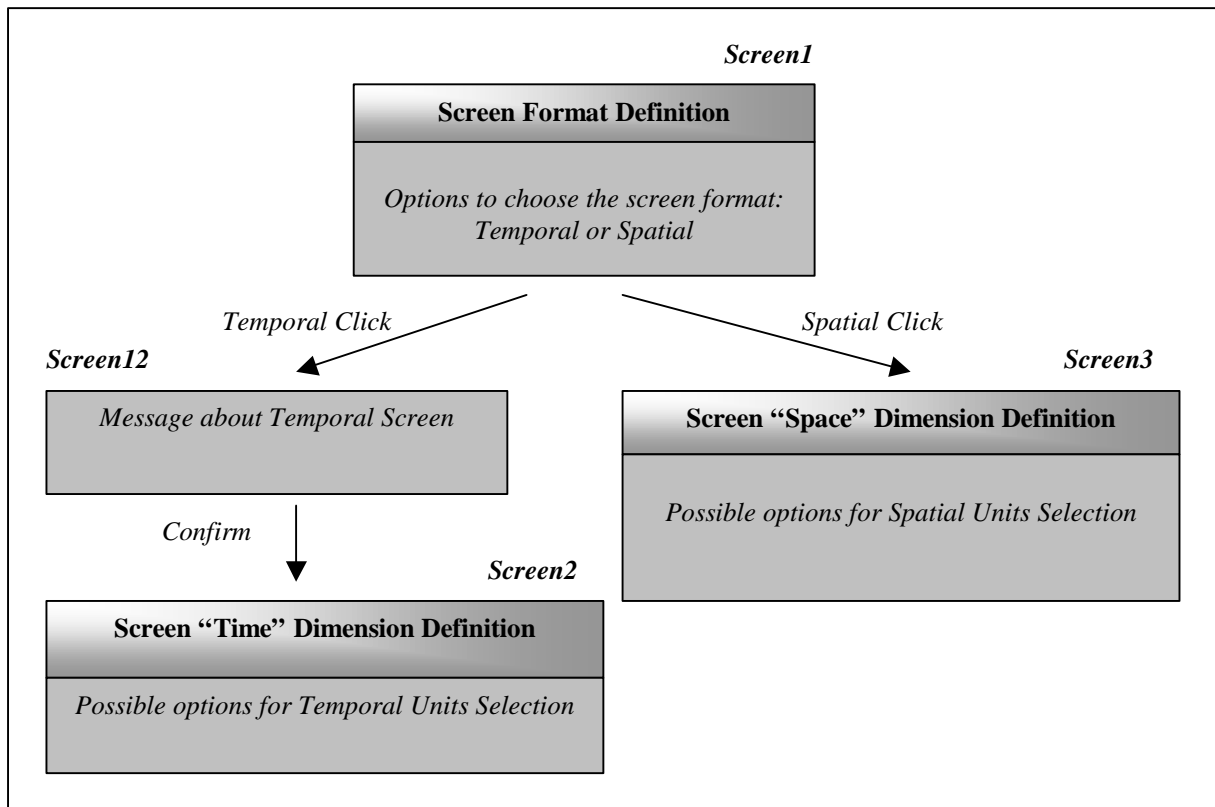 Screen1
Screen Format Definition
Options to choose the screen format:
Temporal or Spatial
Temporal Click
Spatial Click
Screen12
Screen3
Message about Temporal Screen
Screen “Space” Dimension Definition
Possible options for Spatial Units Selection
Confirm
Screen2
Screen “Time” Dimension Definition
Possible options for Temporal Units Selection